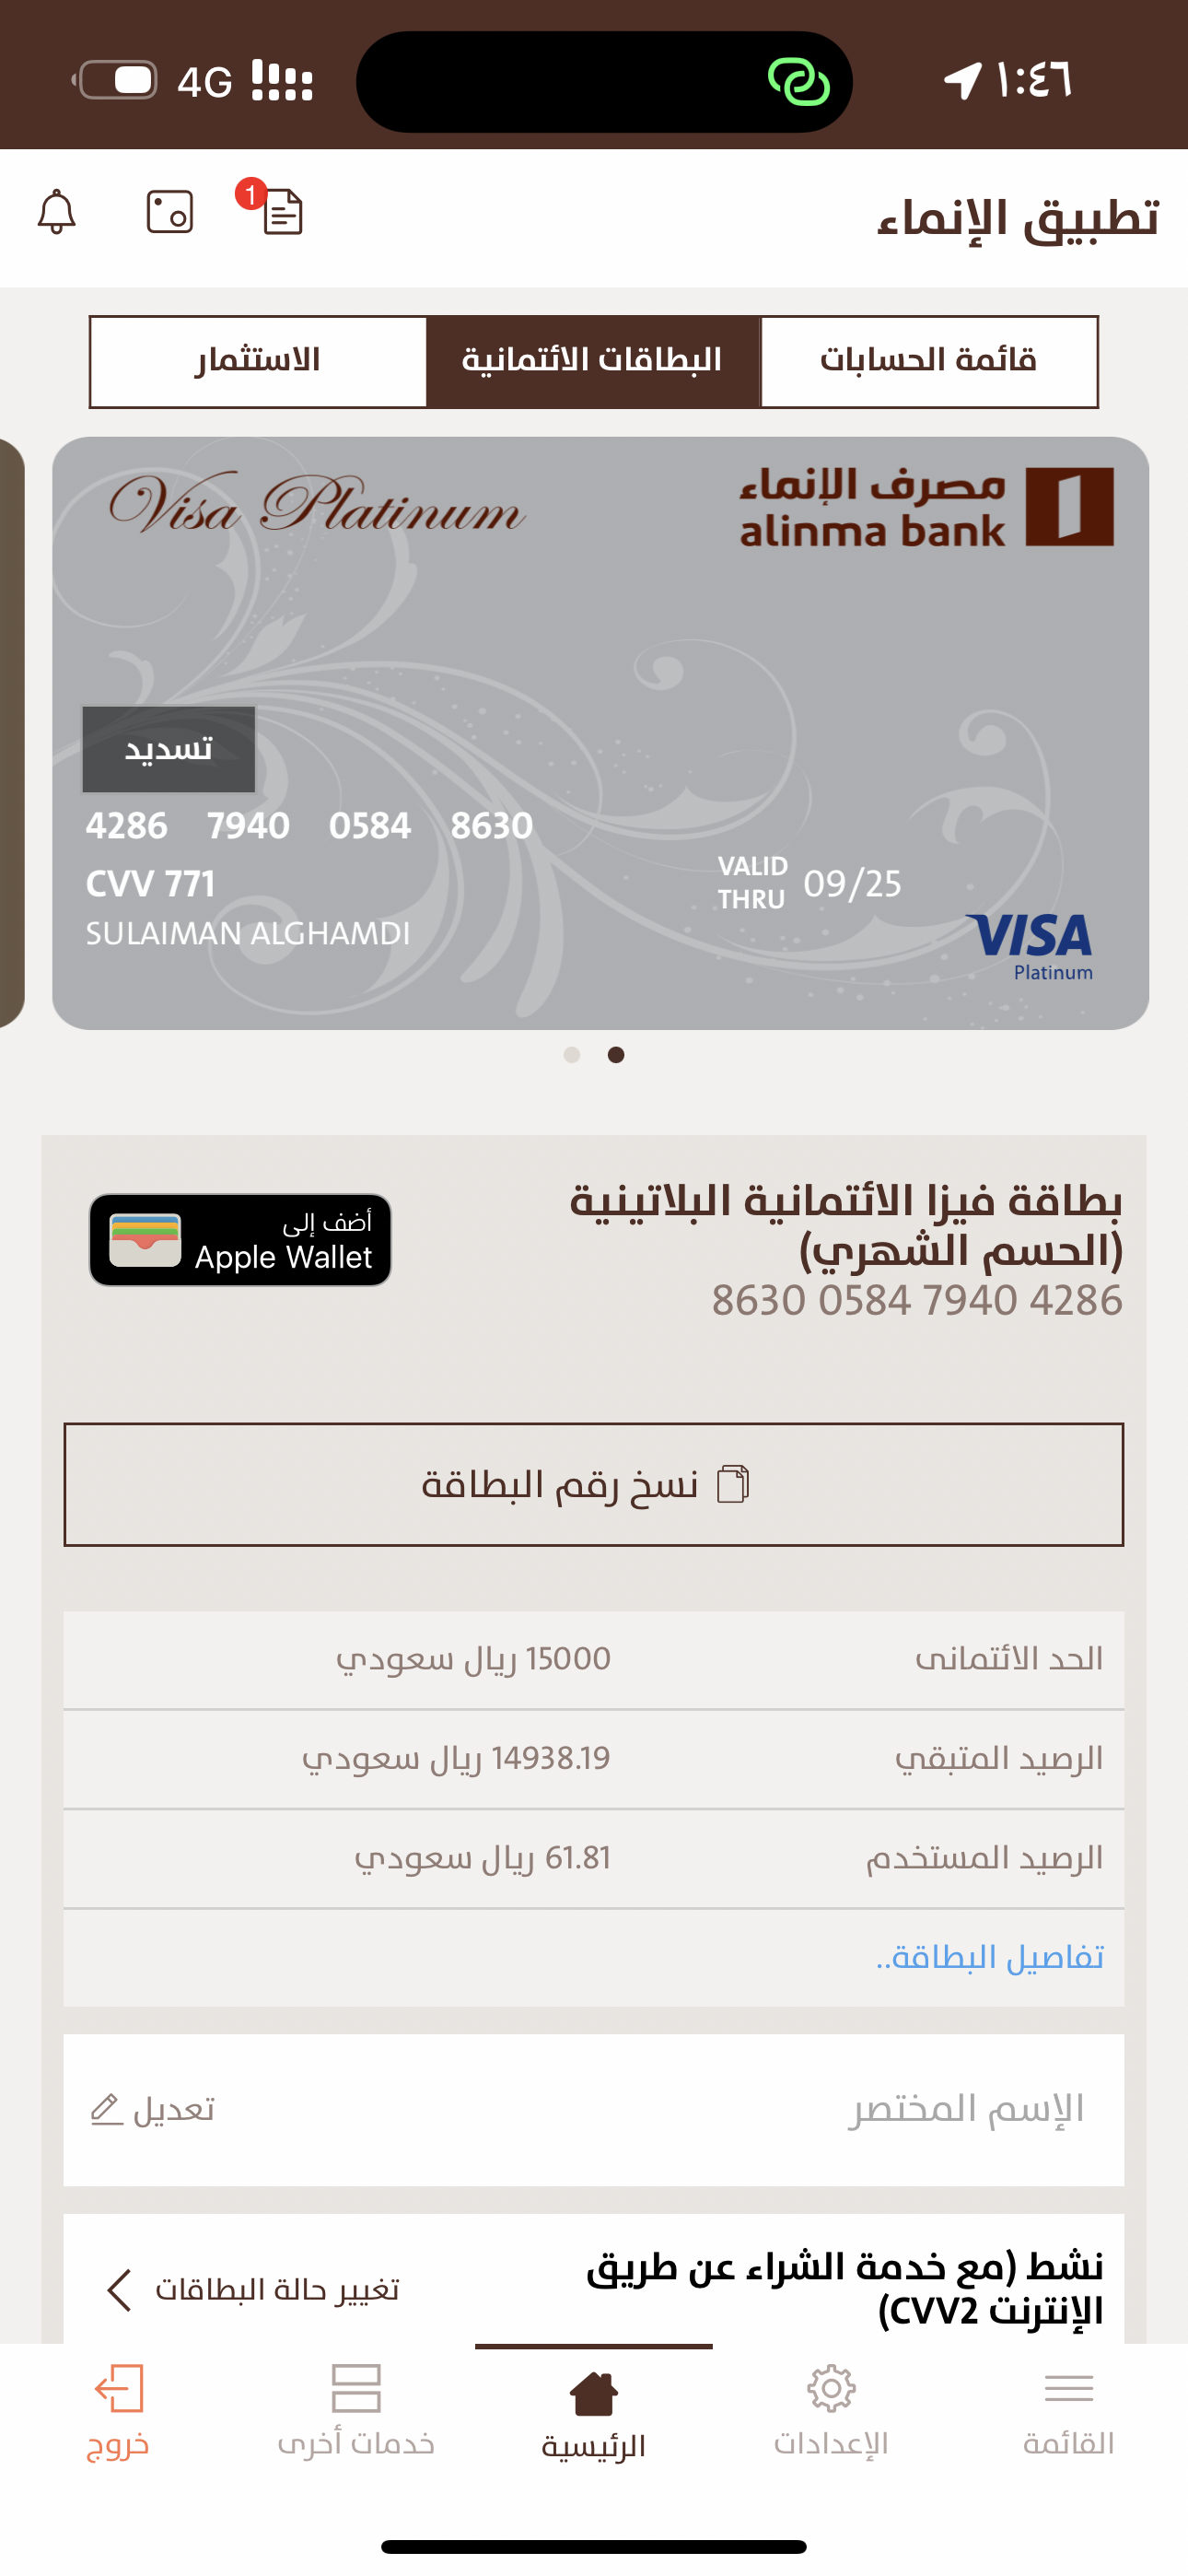 ١:٤٦
4G
تطبيق الإنماء
1
قائمة الحسابات
البطاقات الائتمانية
الاستثمار
Visa Platinum
مصرف الإنماء
alinma bank
تسديد
4286 7940 0584 8630
CVV 771
VALID THRU 09/25
SULAIMAN ALGHAMDI
VISA
Platinum
بطاقة فيزا الائتمانية البلاتينية
(الحسم الشهري)
8630 0584 7940 4286
أضف إلى
Apple Wallet
نسخ رقم البطاقة
الحد الائتماني 15000 ريال سعودي
الرصيد المتبقي 14938.19 ريال سعودي
الرصيد المستخدم 61.81 ريال سعودي
تفاصيل البطاقة..
الإسم المختصر
تعديل
نشط (مع خدمة الشراء عن طريق
الإنترنت CVV2)
تغيير حالة البطاقات
القائمة
الإعدادات
الرئيسية
خدمات أخرى
خروج